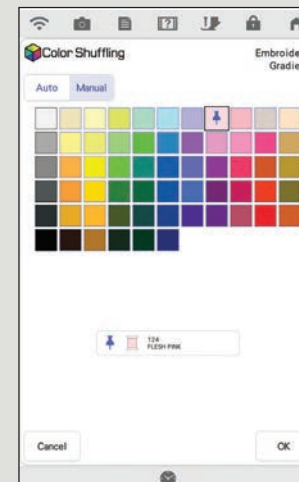 Color Shuffling
Embroide
Gradie
Auto Manual
124
FLESH PINK
Cancel
OK